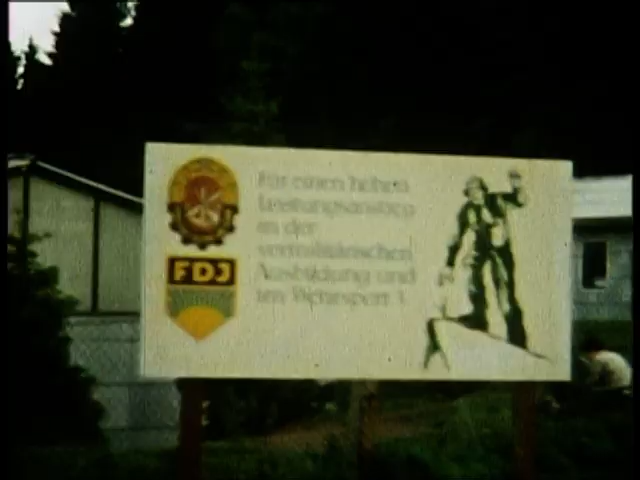 FDJ
Für einen hohen
Leistungsanstieg
in der
vormilitärischen
Ausbildung und
im Wehrsport !